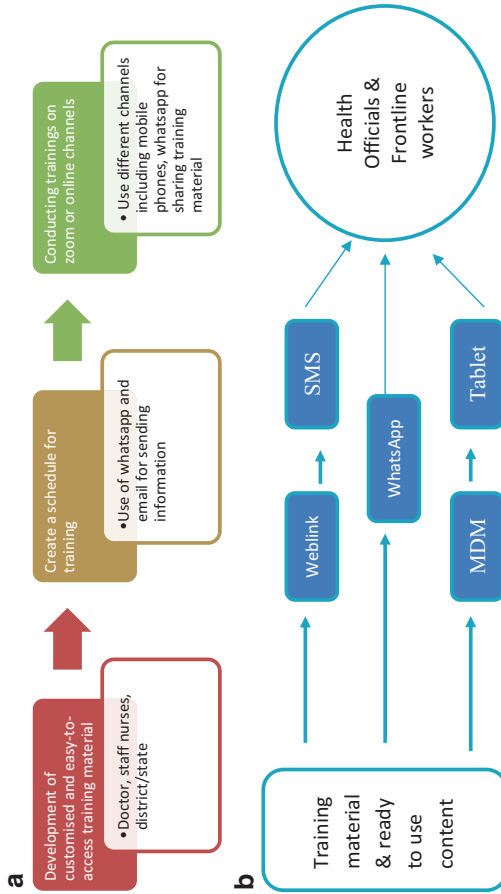 a
Development of
customised and easy-to-
access training material
•Doctor, staff nurses,
district/state
Create a schedule for
training
•Use of whatsapp and
email for sending
information
Conducting trainings on
zoom or online channels
• Use different channels
including mobile
phones, whatsapp for
sharing training
material
b
Training
material
& ready
to use
content
Weblink
SMS
WhatsApp
MDM
Tablet
Health
Officials &
Frontline
workers